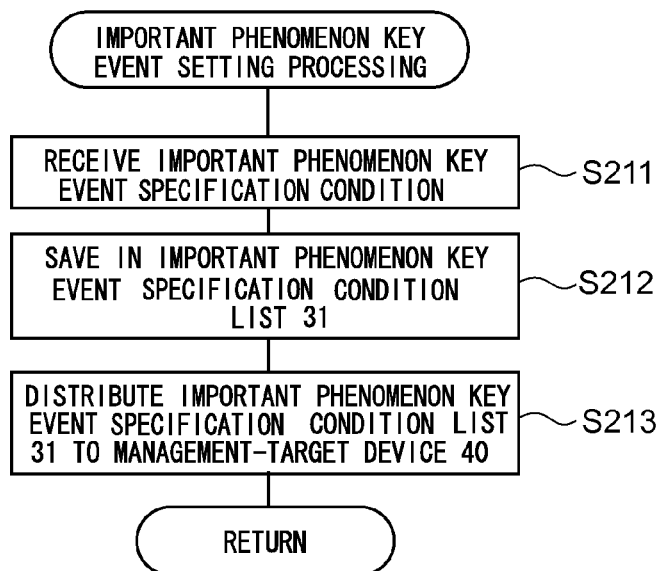 IMPORTANT PHENOMENON KEY
EVENT SETTING PROCESSING
RECEIVE IMPORTANT PHENOMENON KEY
EVENT SPECIFICATION CONDITION
S211
SAVE IN IMPORTANT PHENOMENON KEY
EVENT SPECIFICATION CONDITION
LIST 31
S212
DISTRIBUTE IMPORTANT PHENOMENON KEY
EVENT SPECIFICATION CONDITION LIST
31 TO MANAGEMENT-TARGET DEVICE 40
S213
RETURN